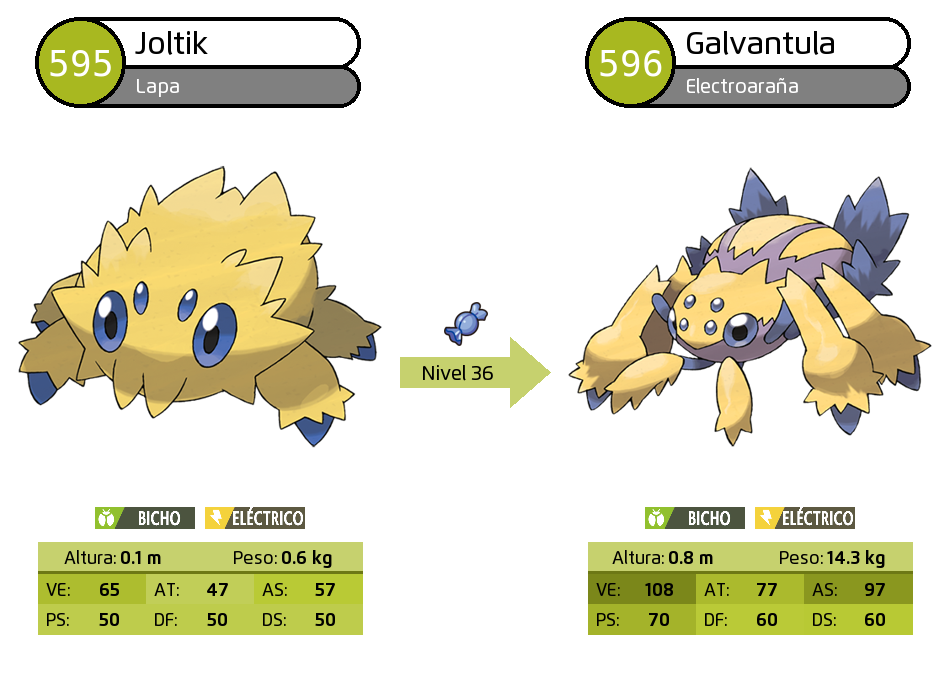 595 Joltik
Lapa
596 Galvantula
Electroaraña
Nivel 36
BICHO ELÉCTRICO
Altura: 0.1 m Peso: 0.6 kg
VE: 65 AT: 47 AS: 57
PS: 50 DF: 50 DS: 50
BICHO ELÉCTRICO
Altura: 0.8 m Peso: 14.3 kg
VE: 108 AT: 77 AS: 97
PS: 70 DF: 60 DS: 60